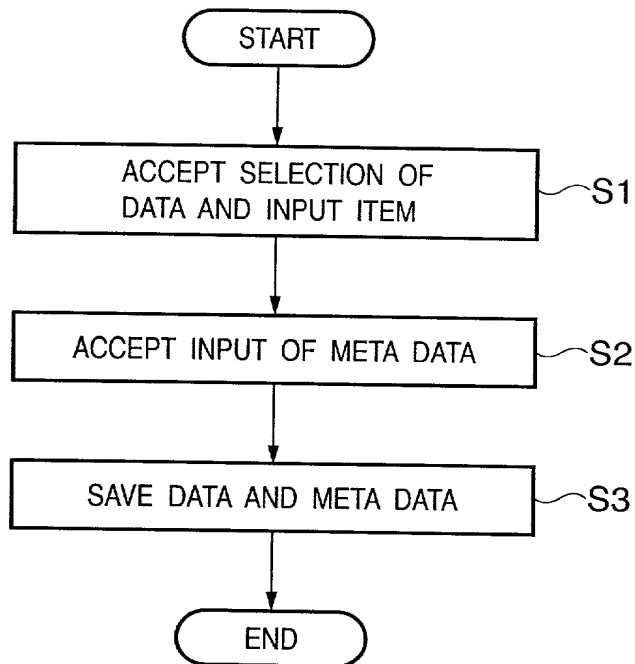 START
ACCEPT SELECTION OF
DATA AND INPUT ITEM
S1
ACCEPT INPUT OF META DATA
S2
SAVE DATA AND META DATA
S3
END